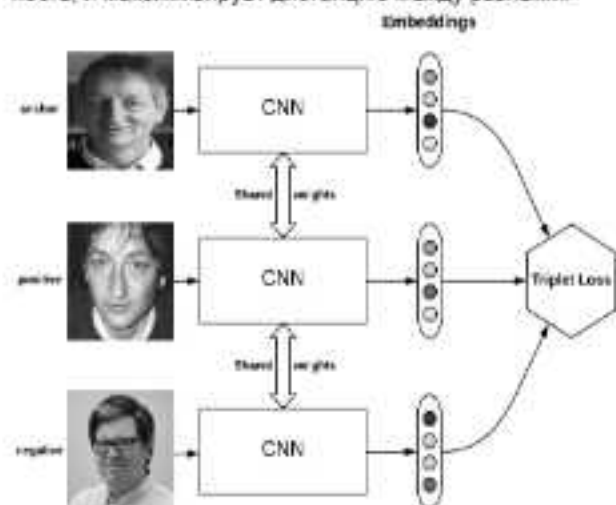 Embeddings
anchor
CNN
Shared weights
positive
CNN
Triplet Loss
Shared weights
negative
CNN